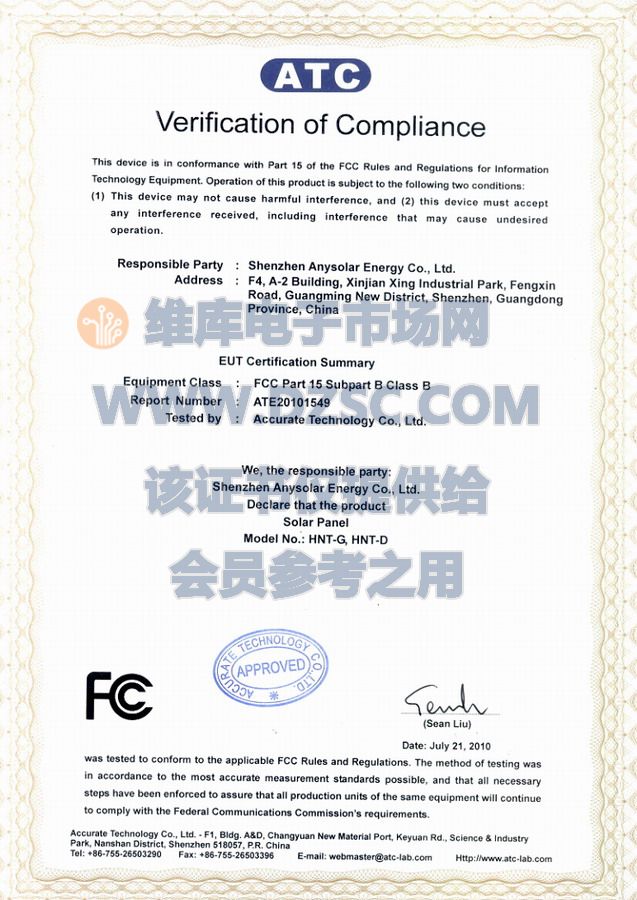 ATC
Verification of Compliance
This device is in conformance with Part 15 of the FCC Rules and Regulations for Information
Technology Equipment. Operation of this product is subject to the following two conditions:
(1) This device may not cause harmful interference, and (2) this device must accept
any interference received, including interference that may cause undesired
operation.
Responsible Party : Shenzhen Anysolar Energy Co., Ltd.
Address : F4, A-2 Building, Xinjian Xing Industrial Park, Fengxin
Road, Guangming New District, Shenzhen, Guangdong
Province, China
维库电子市场网
EUT Certification Summary
Equipment Class : FCC Part 15 Subpart B Class B
WWW.DZSC.COM
Report Number : ATE20101549
Tested by : Accurate Technology Co., Ltd.
We, the responsible party:
Shenzhen Anysolar Energy Co., Ltd.
该证书仅提供给
Declare that the product
Solar Panel
Model No.: HNT-G, HNT-D
会员参考之用
ACCURATE TECHNOLOGY CO., LTD.
APPROVED
FC
(Sean Liu)
Date: July 21, 2010
was tested to conform to the applicable FCC Rules and Regulations. The method of testing was
in accordance to the most accurate measurement standards possible, and that all necessary
steps have been enforced to assure that all production units of the same equipment will continue
to comply with the Federal Communications Commission's requirements.
Accurate Technology Co., Ltd. - F1, Bldg. A&D, Changyuan New Material Port, Keyuan Rd., Science & Industry
Park, Nanshan District, Shenzhen 518057, P.R. China
Tel: +86-755-26503290 Fax: +86-755-26503396 E-mail: webmaster@atc-lab.com Http://www.atc-lab.com